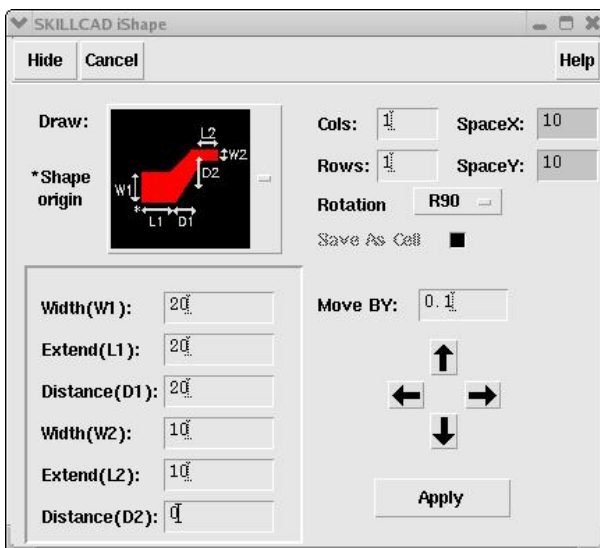 SKILLCAD iShape
Hide Cancel Help
Draw:
*Shape
origin
L2
W2
D2
W1
*
L1 D1
Cols: 1 SpaceX: 10
Rows: 1 SpaceY: 10
Rotation R90
Save As Cell
Width(W1): 20
Extend(L1): 20
Distance(D1): 20
Width(W2): 10
Extend(L2): 10
Distance(D2): 0
Move BY: 0.1
Apply